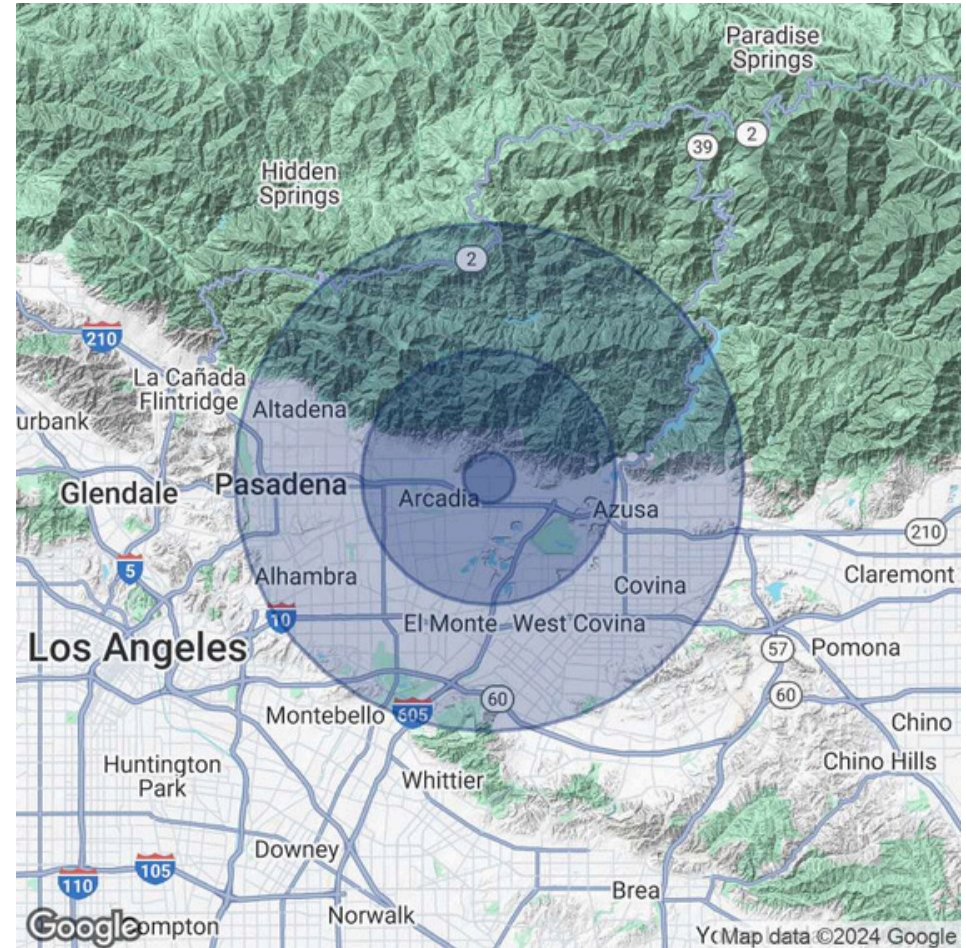 Paradise
Springs
39
2
Hidden
Springs
2
210
La Cañada
Flintridge
Altadena
urbank
Glendale
Pasadena
Arcadia
Azusa
210
5
Alhambra
Covina
Claremont
10
El Monte
West Covina
Los Angeles
57
Pomona
60
60
Montebello
605
Chino
Huntington
Park
Whittier
Chino Hills
Downey
105
110
Brea
Norwalk
Google
ompton
Map data ©2024 Google